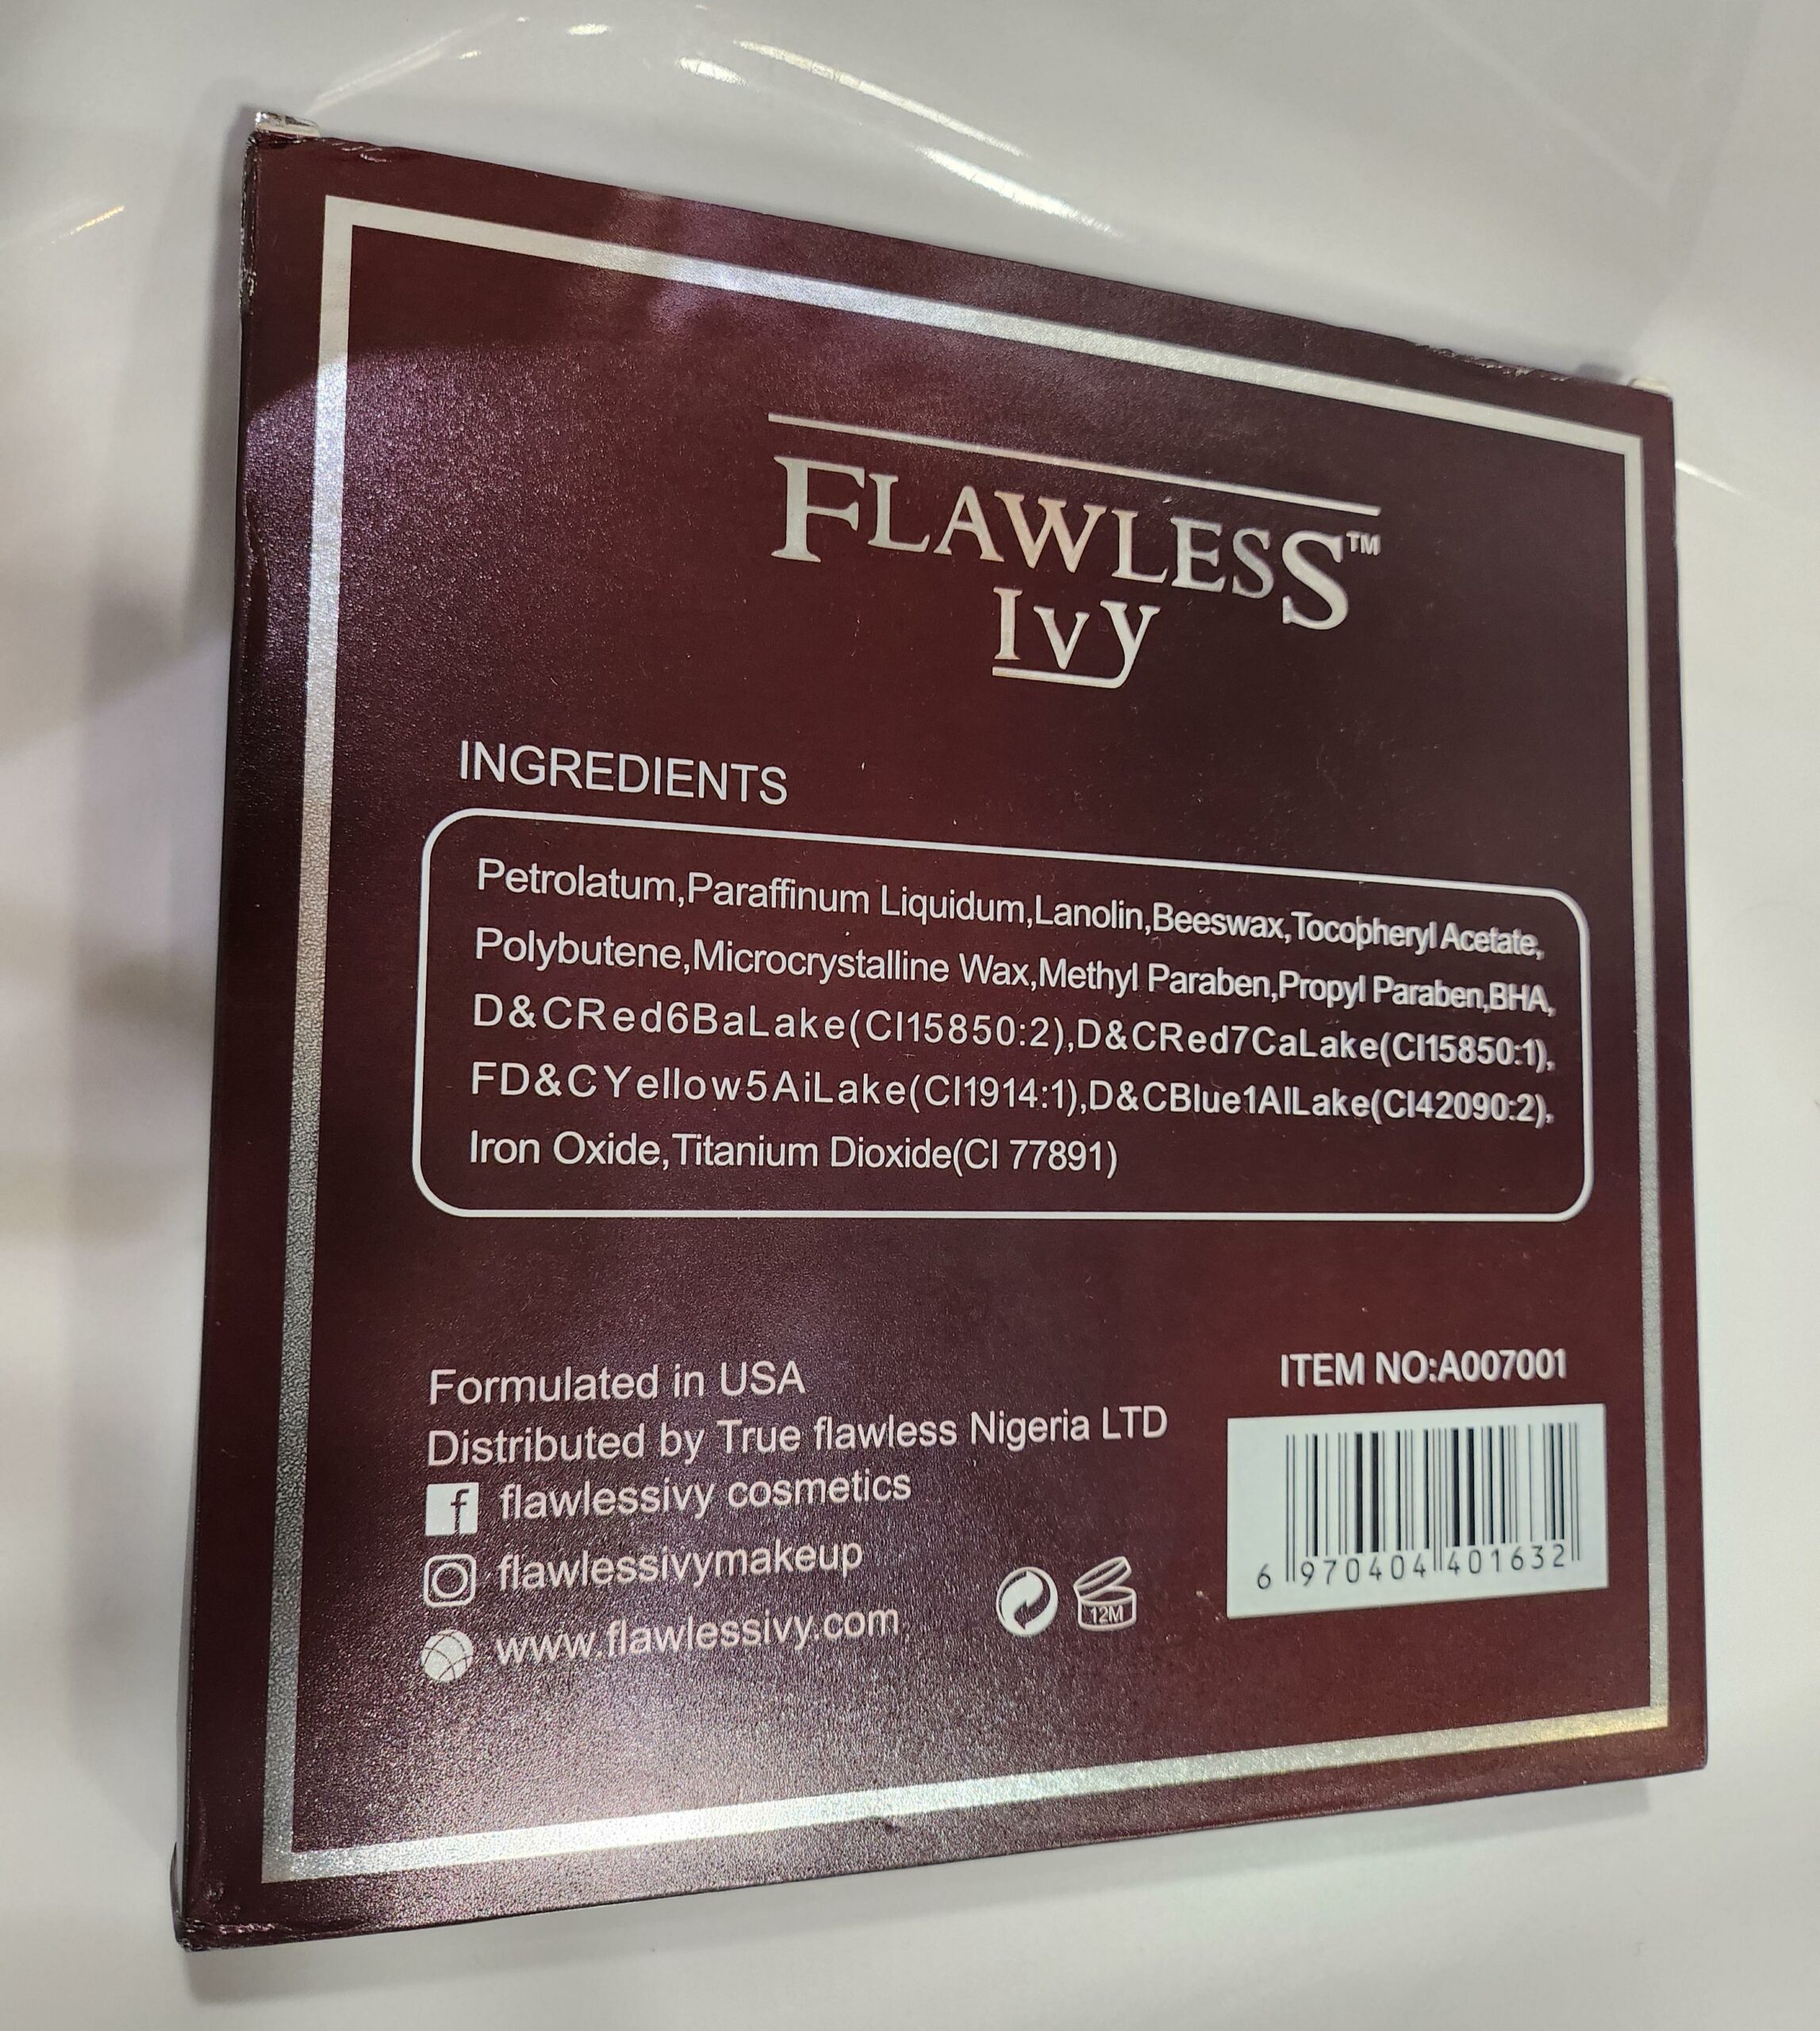 FLAWLESS™
Ivy
INGREDIENTS
Petrolatum,Paraffinum Liquidum,Lanolin,Beeswax,Tocopheryl Acetate,
Polybutene,Microcrystalline Wax,Methyl Paraben,Propyl Paraben,BHA,
D&CRed6BaLake(CI15850:2),D&CRed7CaLake(CI15850:1),
FD&CYellow5AiLake(CI1914:1),D&CBlue1AlLake(CI42090:2),
Iron Oxide,Titanium Dioxide(CI 77891)
Formulated in USA
Distributed by True flawless Nigeria LTD
flawlessivy cosmetics
flawlessivymakeup
www.flawlessivy.com
12M
ITEM NO:A007001
6 970404 401632